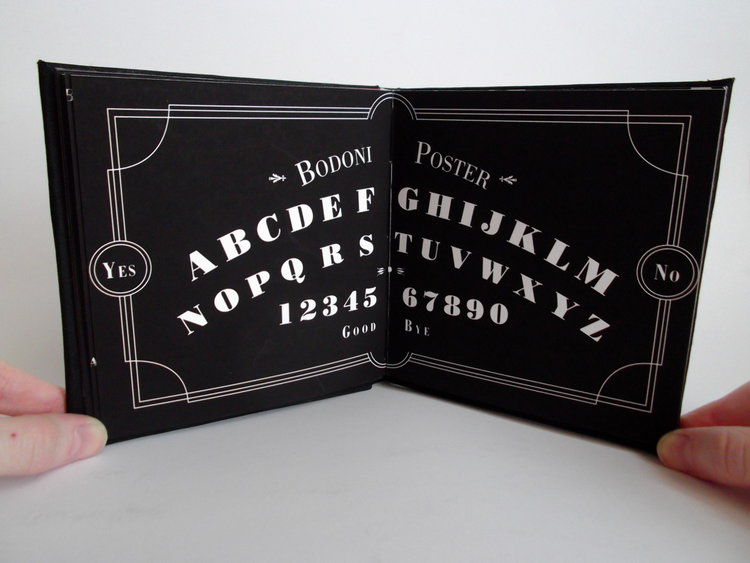 Bodoni Poster
A B C D E F G H I J K L M
N O P Q R S T U V W X Y Z
Yes
No
1 2 3 4 5 6 7 8 9 0
Good Bye